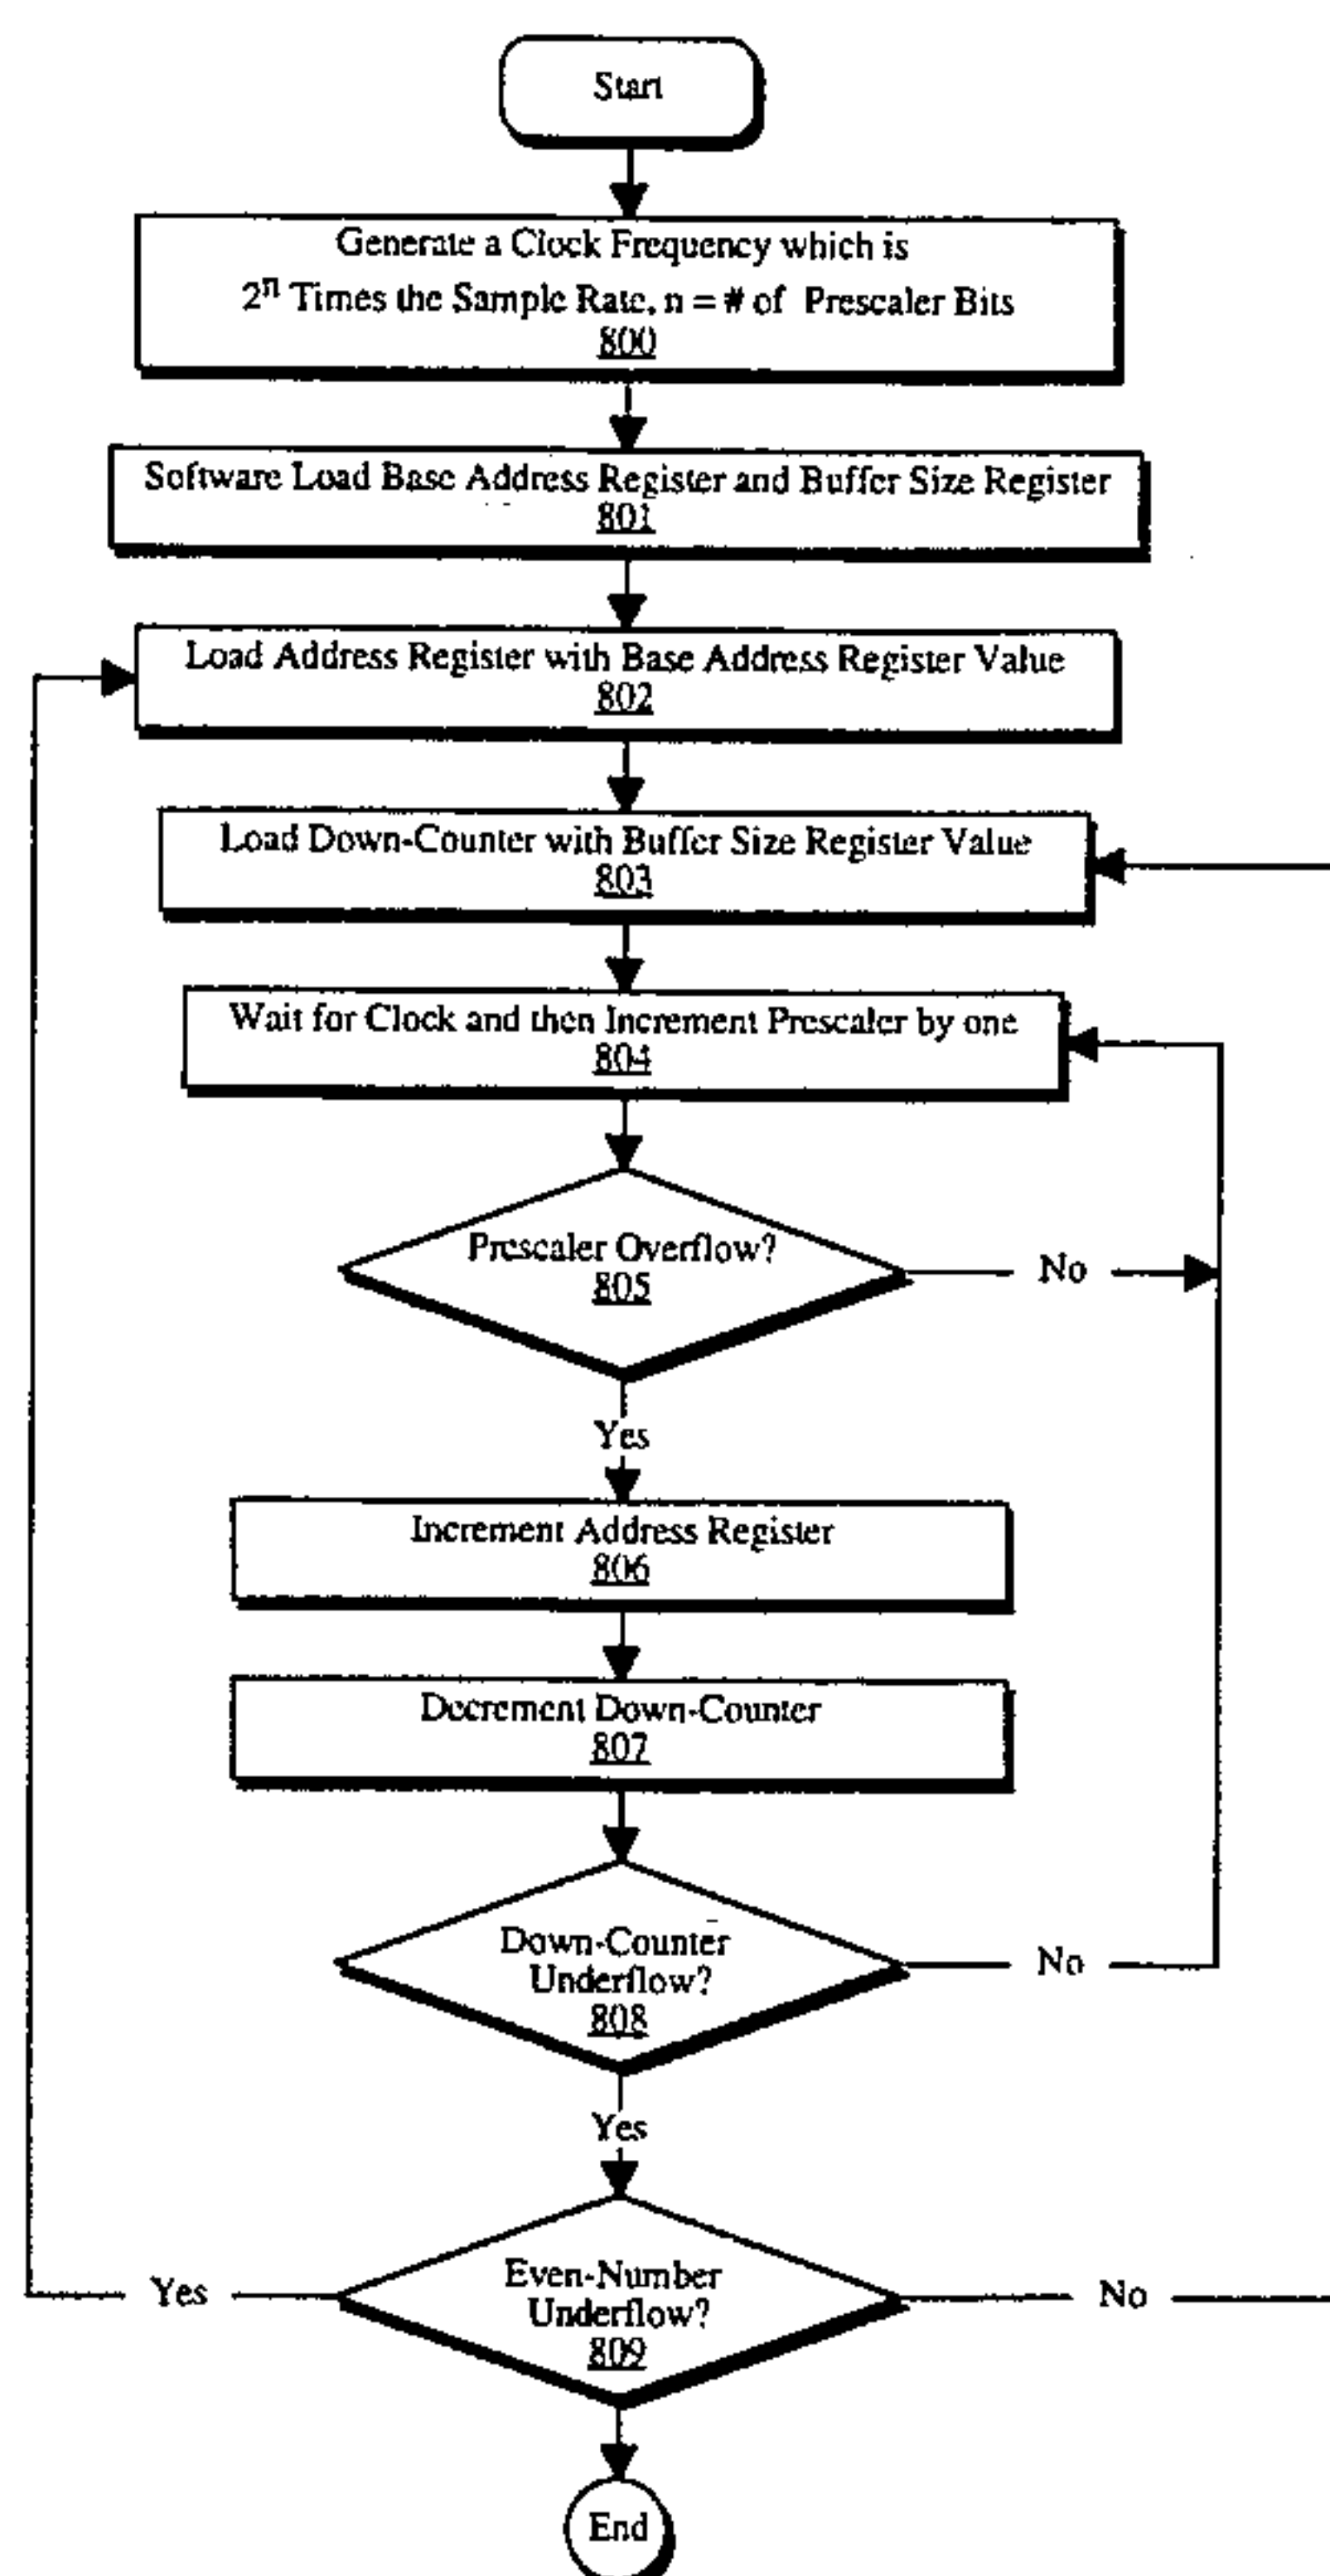 Start
Generate a Clock Frequency which is
2ⁿ Times the Sample Rate, n = # of Prescaler Bits
800
Software Load Base Address Register and Buffer Size Register
801
Load Address Register with Base Address Register Value
802
Load Down-Counter with Buffer Size Register Value
803
Wait for Clock and then Increment Prescaler by one
804
Prescaler Overflow?
805
No
Yes
Increment Address Register
806
Decrement Down-Counter
807
Down-Counter
Underflow?
808
No
Yes
Even-Number
Underflow?
809
Yes
No
End